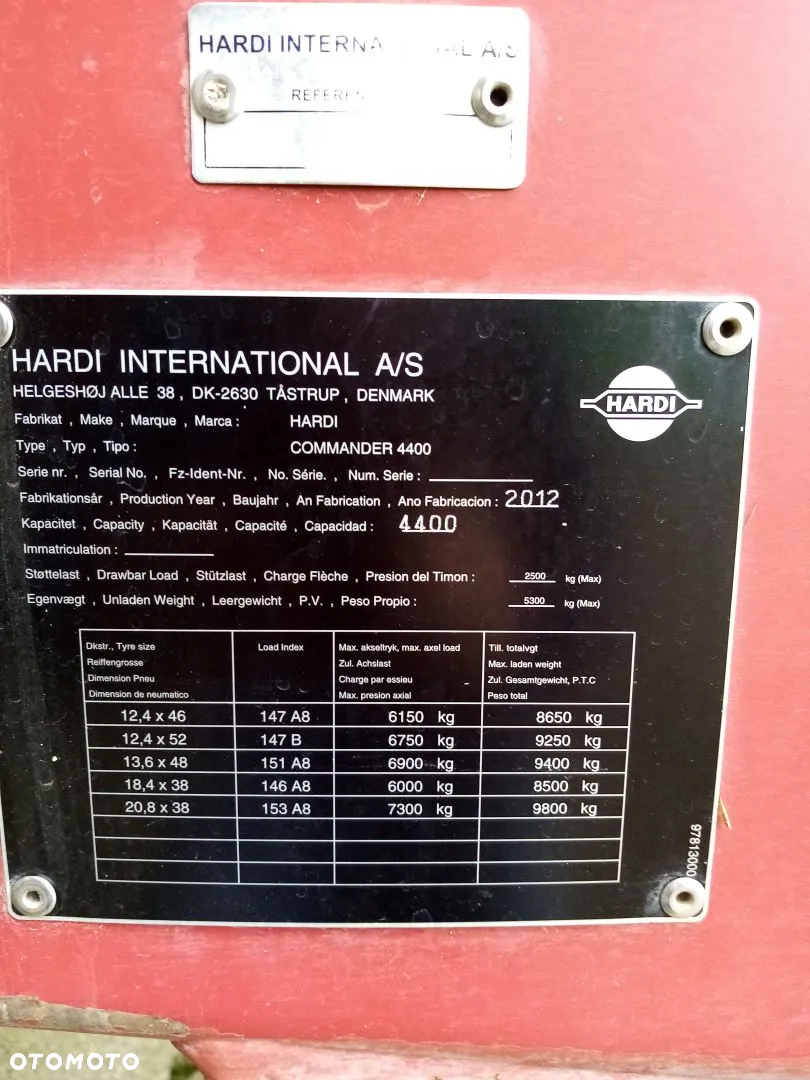 HARDI INTERNATIONAL A/S
HARDI INTERNATIONAL A/S
HELGESHØJ ALLE 38 , DK-2630 TÅSTRUP , DENMARK
HARDI
Fabrikat , Make , Marque , Marca : HARDI
Type , Typ , Tipo : COMMANDER 4400
Serie nr. , Serial No. , Fz-Ident-Nr. , No. Série. , Num. Serie :
Fabrikationsår , Production Year , Baujahr , An Fabrication , Ano Fabricacion : 2012
Kapacitet , Capacity , Kapacität , Capacité , Capacidad : 4400
Immatriculation :
Støttelast , Drawbar Load , Stützlast , Charge Flèche , Presion del Timon : 2500 kg (Max)
Egenvægt , Unladen Weight , Leergewicht , P.V. , Peso Propio : 5300 kg (Max)
Dkstr., Tyre size Load Index Max. akseltryk, max. axel load Till. totalvgt
Reiffengrosse Zul. Achslast Max. laden weight
Dimension Pneu Charge par essieu Zul. Gesamtgewicht, P.T.C
Dimension de neumatico Max. presion axial Peso total
12,4 x 46 147 A8 6150 kg 8650 kg
12,4 x 52 147 B 6750 kg 9250 kg
13,6 x 48 151 A8 6900 kg 9400 kg
18,4 x 38 146 A8 6000 kg 8500 kg
20,8 x 38 153 A8 7300 kg 9800 kg
97813000
OTOMOTO